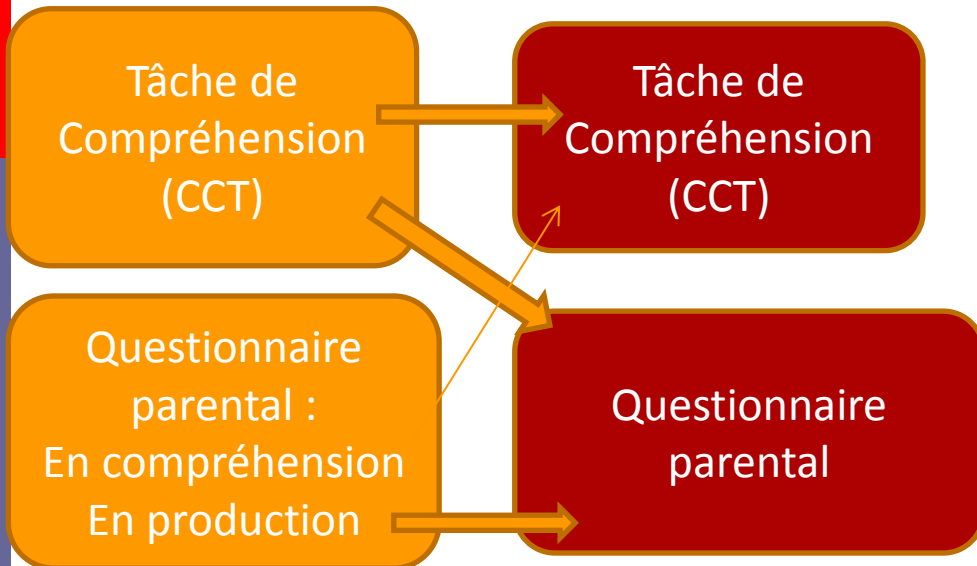 Tâche de
Compréhension
(CCT)
Tâche de
Compréhension
(CCT)
Questionnaire
parental :
En compréhension
En production
Questionnaire
parental